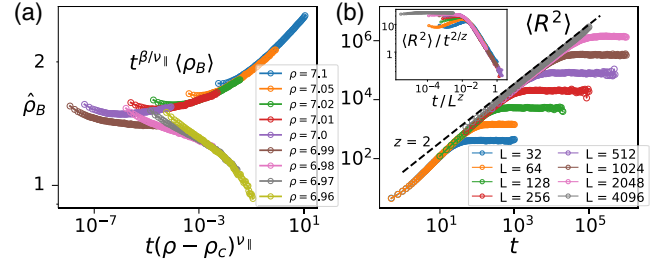 (a)
t^{β/ν∥} ⟨ρ_B⟩
2
1
ρ̂_B
ρ = 7.1
ρ = 7.05
ρ = 7.02
ρ = 7.01
ρ = 7.0
ρ = 6.99
ρ = 6.98
ρ = 6.97
ρ = 6.96
10^{-7} 10^{-3} 10^{1}
t(ρ − ρ_c)^{ν∥}
(b)
⟨R^2⟩
10^6
10^4
10^2
10
1
⟨R^2⟩/t^{2/z}
10^{-4} 10^{-2} 1
t/L^z
z = 2
L = 32
L = 64
L = 128
L = 256
L = 512
L = 1024
L = 2048
L = 4096
10^1 10^3 10^5
t